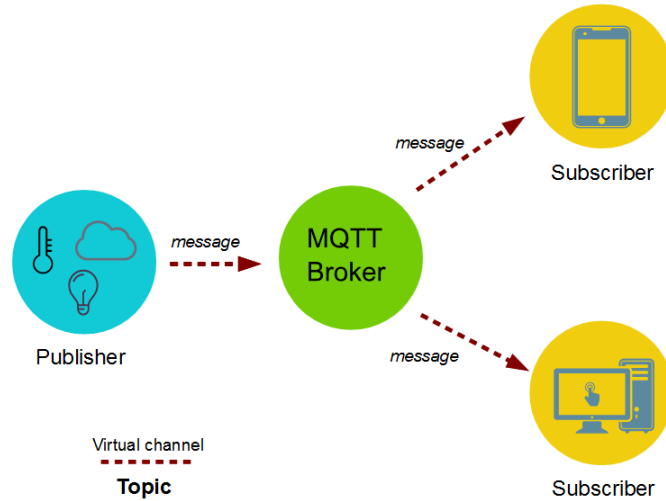 message
Subscriber
message
MQTT
Broker
Publisher
message
Subscriber
Virtual channel
Topic